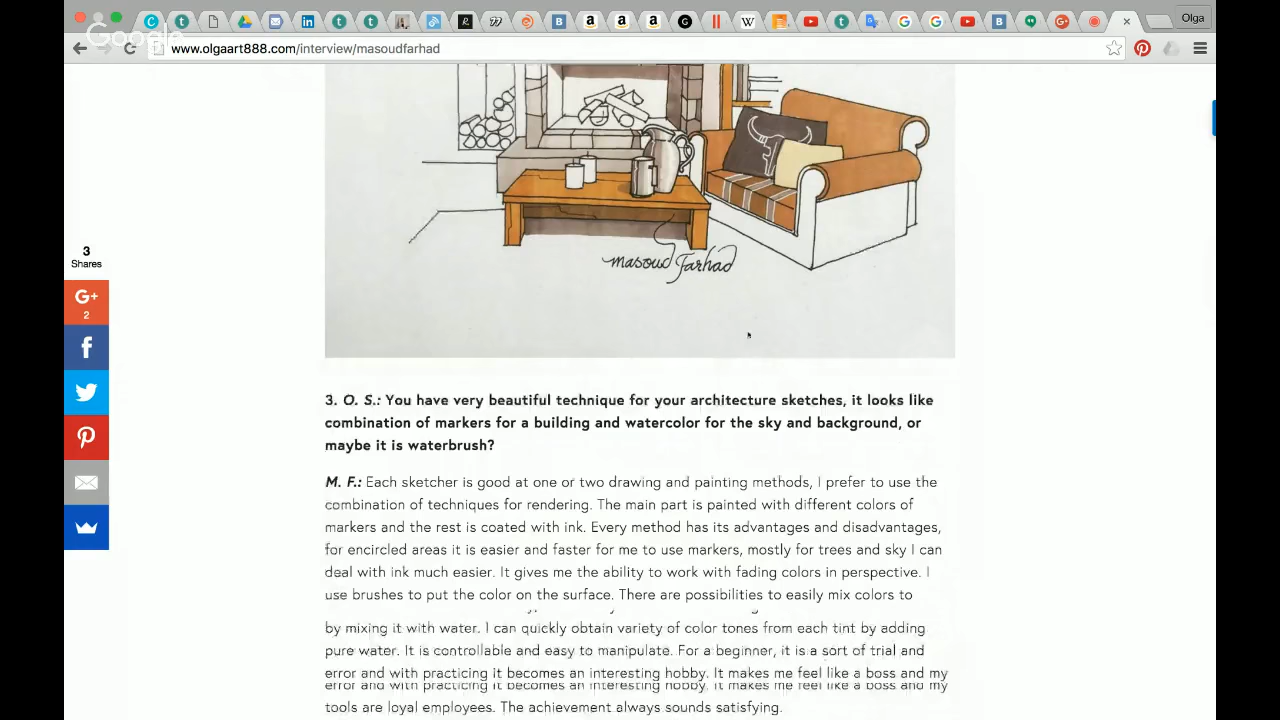 Olga
Google
www.olgaart888.com/interview/masoudfarhad
masoud Farhad
3
Shares
G+
2
3. O. S.: You have very beautiful technique for your architecture sketches, it looks like
combination of markers for a building and watercolor for the sky and background, or
maybe it is waterbrush?
M. F.: Each sketcher is good at one or two drawing and painting methods, I prefer to use the
combination of techniques for rendering. The main part is painted with different colors of
markers and the rest is coated with ink. Every method has its advantages and disadvantages,
for encircled areas it is easier and faster for me to use markers, mostly for trees and sky I can
deal with ink much easier. It gives me the ability to work with fading colors in perspective. I
use brushes to put the color on the surface. There are possibilities to easily mix colors to
by mixing it with water. I can quickly obtain variety of color tones from each tint by adding
pure water. It is controllable and easy to manipulate. For a beginner, it is a sort of trial and
error and with practicing it becomes an interesting hobby. It makes me feel like a boss and my
error and with practicing it becomes an interesting hobby. It makes me feel like a boss and my
tools are loyal employees. The achievement always sounds satisfying.